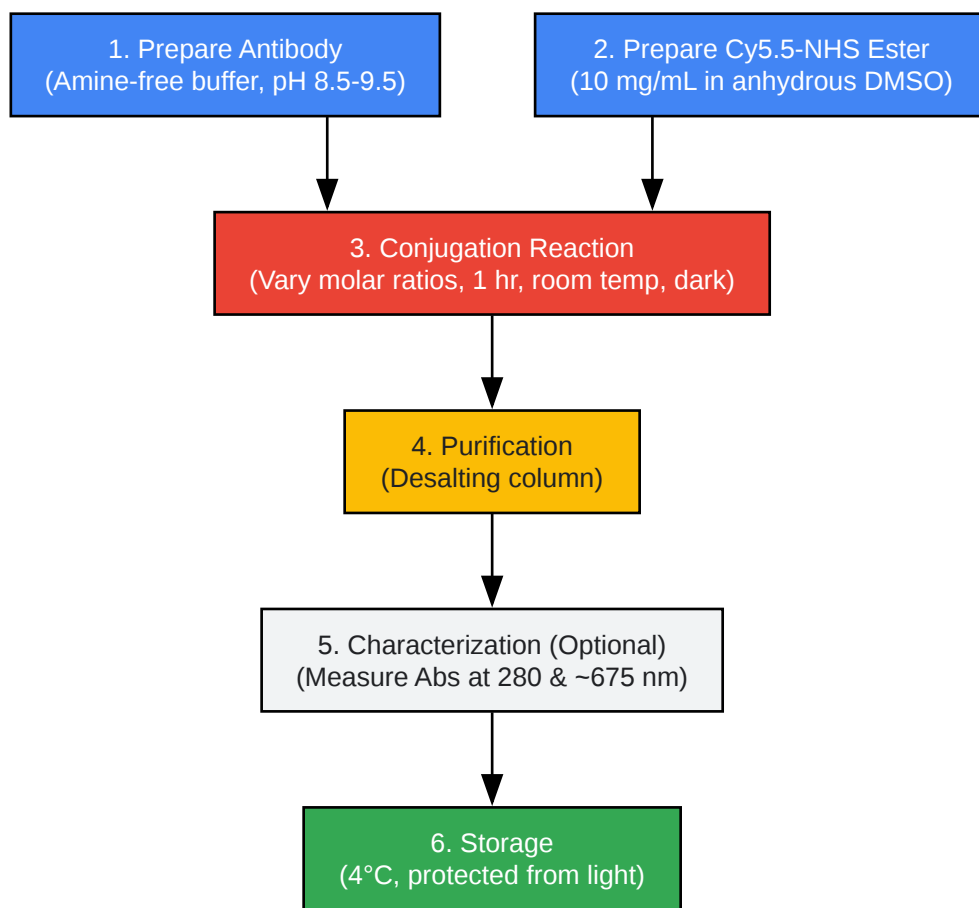 1. Prepare Antibody
(Amine-free buffer, pH 8.5-9.5)
2. Prepare Cy5.5-NHS Ester
(10 mg/mL in anhydrous DMSO)
3. Conjugation Reaction
(Vary molar ratios, 1 hr, room temp, dark)
4. Purification
(Desalting column)
5. Characterization (Optional)
(Measure Abs at 280 & ~675 nm)
6. Storage
(4°C, protected from light)